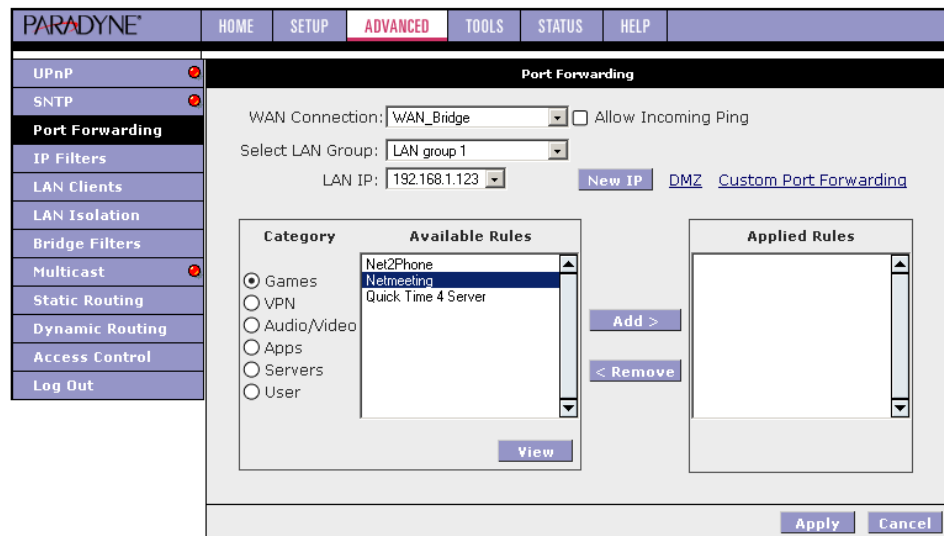 PARADYNE®
HOME SETUP ADVANCED TOOLS STATUS HELP
UPnP
SNTP
Port Forwarding
IP Filters
LAN Clients
LAN Isolation
Bridge Filters
Multicast
Static Routing
Dynamic Routing
Access Control
Log Out
Port Forwarding
WAN Connection: WAN_Bridge Allow Incoming Ping
Select LAN Group: LAN group 1
LAN IP: 192.168.1.123 New IP DMZ Custom Port Forwarding
Category Available Rules Applied Rules
Games
VPN
Audio/Video
Apps
Servers
User
Net2Phone
Netmeeting
Quick Time 4 Server
Add >
< Remove
View
Apply Cancel